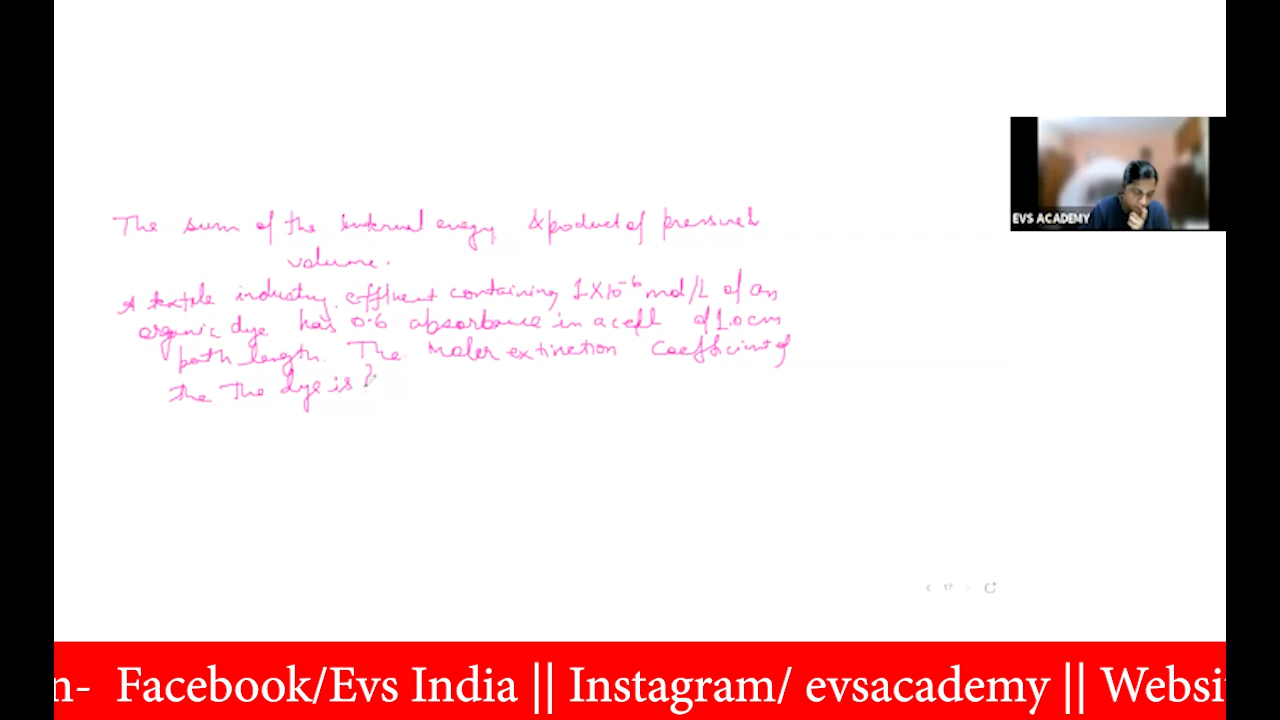 The sum of the internal energy & product of pressure &
volume.
A textile industry effluent containing 1X10⁻⁶ mol/L of an
organic dye has 0.6 absorbance in a cell of 1.0 cm
path length. The Molar extinction coefficient of
the The dye is?
EVS ACADEMY
< 17 >
n- Facebook/Evs India || Instagram/ evsacademy || Websi